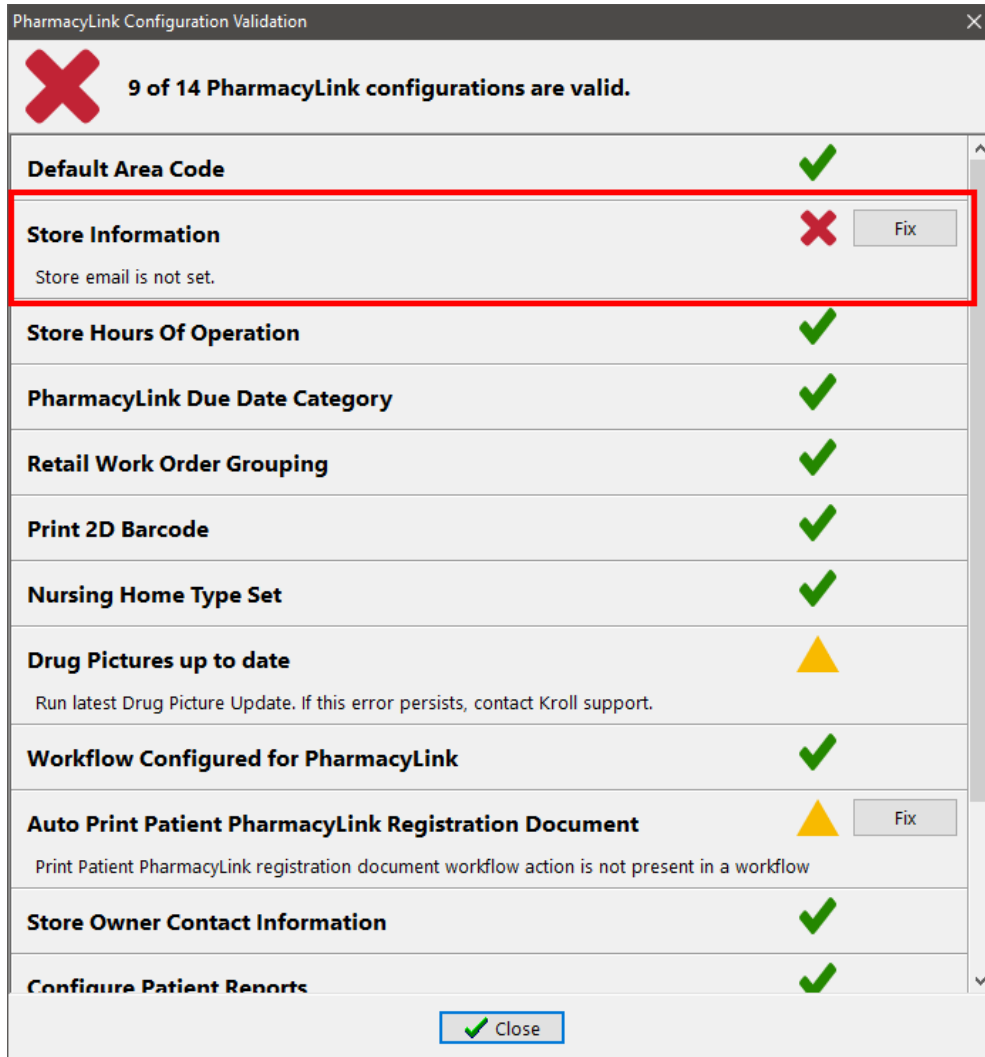 PharmacyLink Configuration Validation
9 of 14 PharmacyLink configurations are valid.
Default Area Code
Store Information
Fix
Store email is not set.
Store Hours Of Operation
PharmacyLink Due Date Category
Retail Work Order Grouping
Print 2D Barcode
Nursing Home Type Set
Drug Pictures up to date
Run latest Drug Picture Update. If this error persists, contact Kroll support.
Workflow Configured for PharmacyLink
Auto Print Patient PharmacyLink Registration Document
Fix
Print Patient PharmacyLink registration document workflow action is not present in a workflow
Store Owner Contact Information
Configure Patient Reports
Close